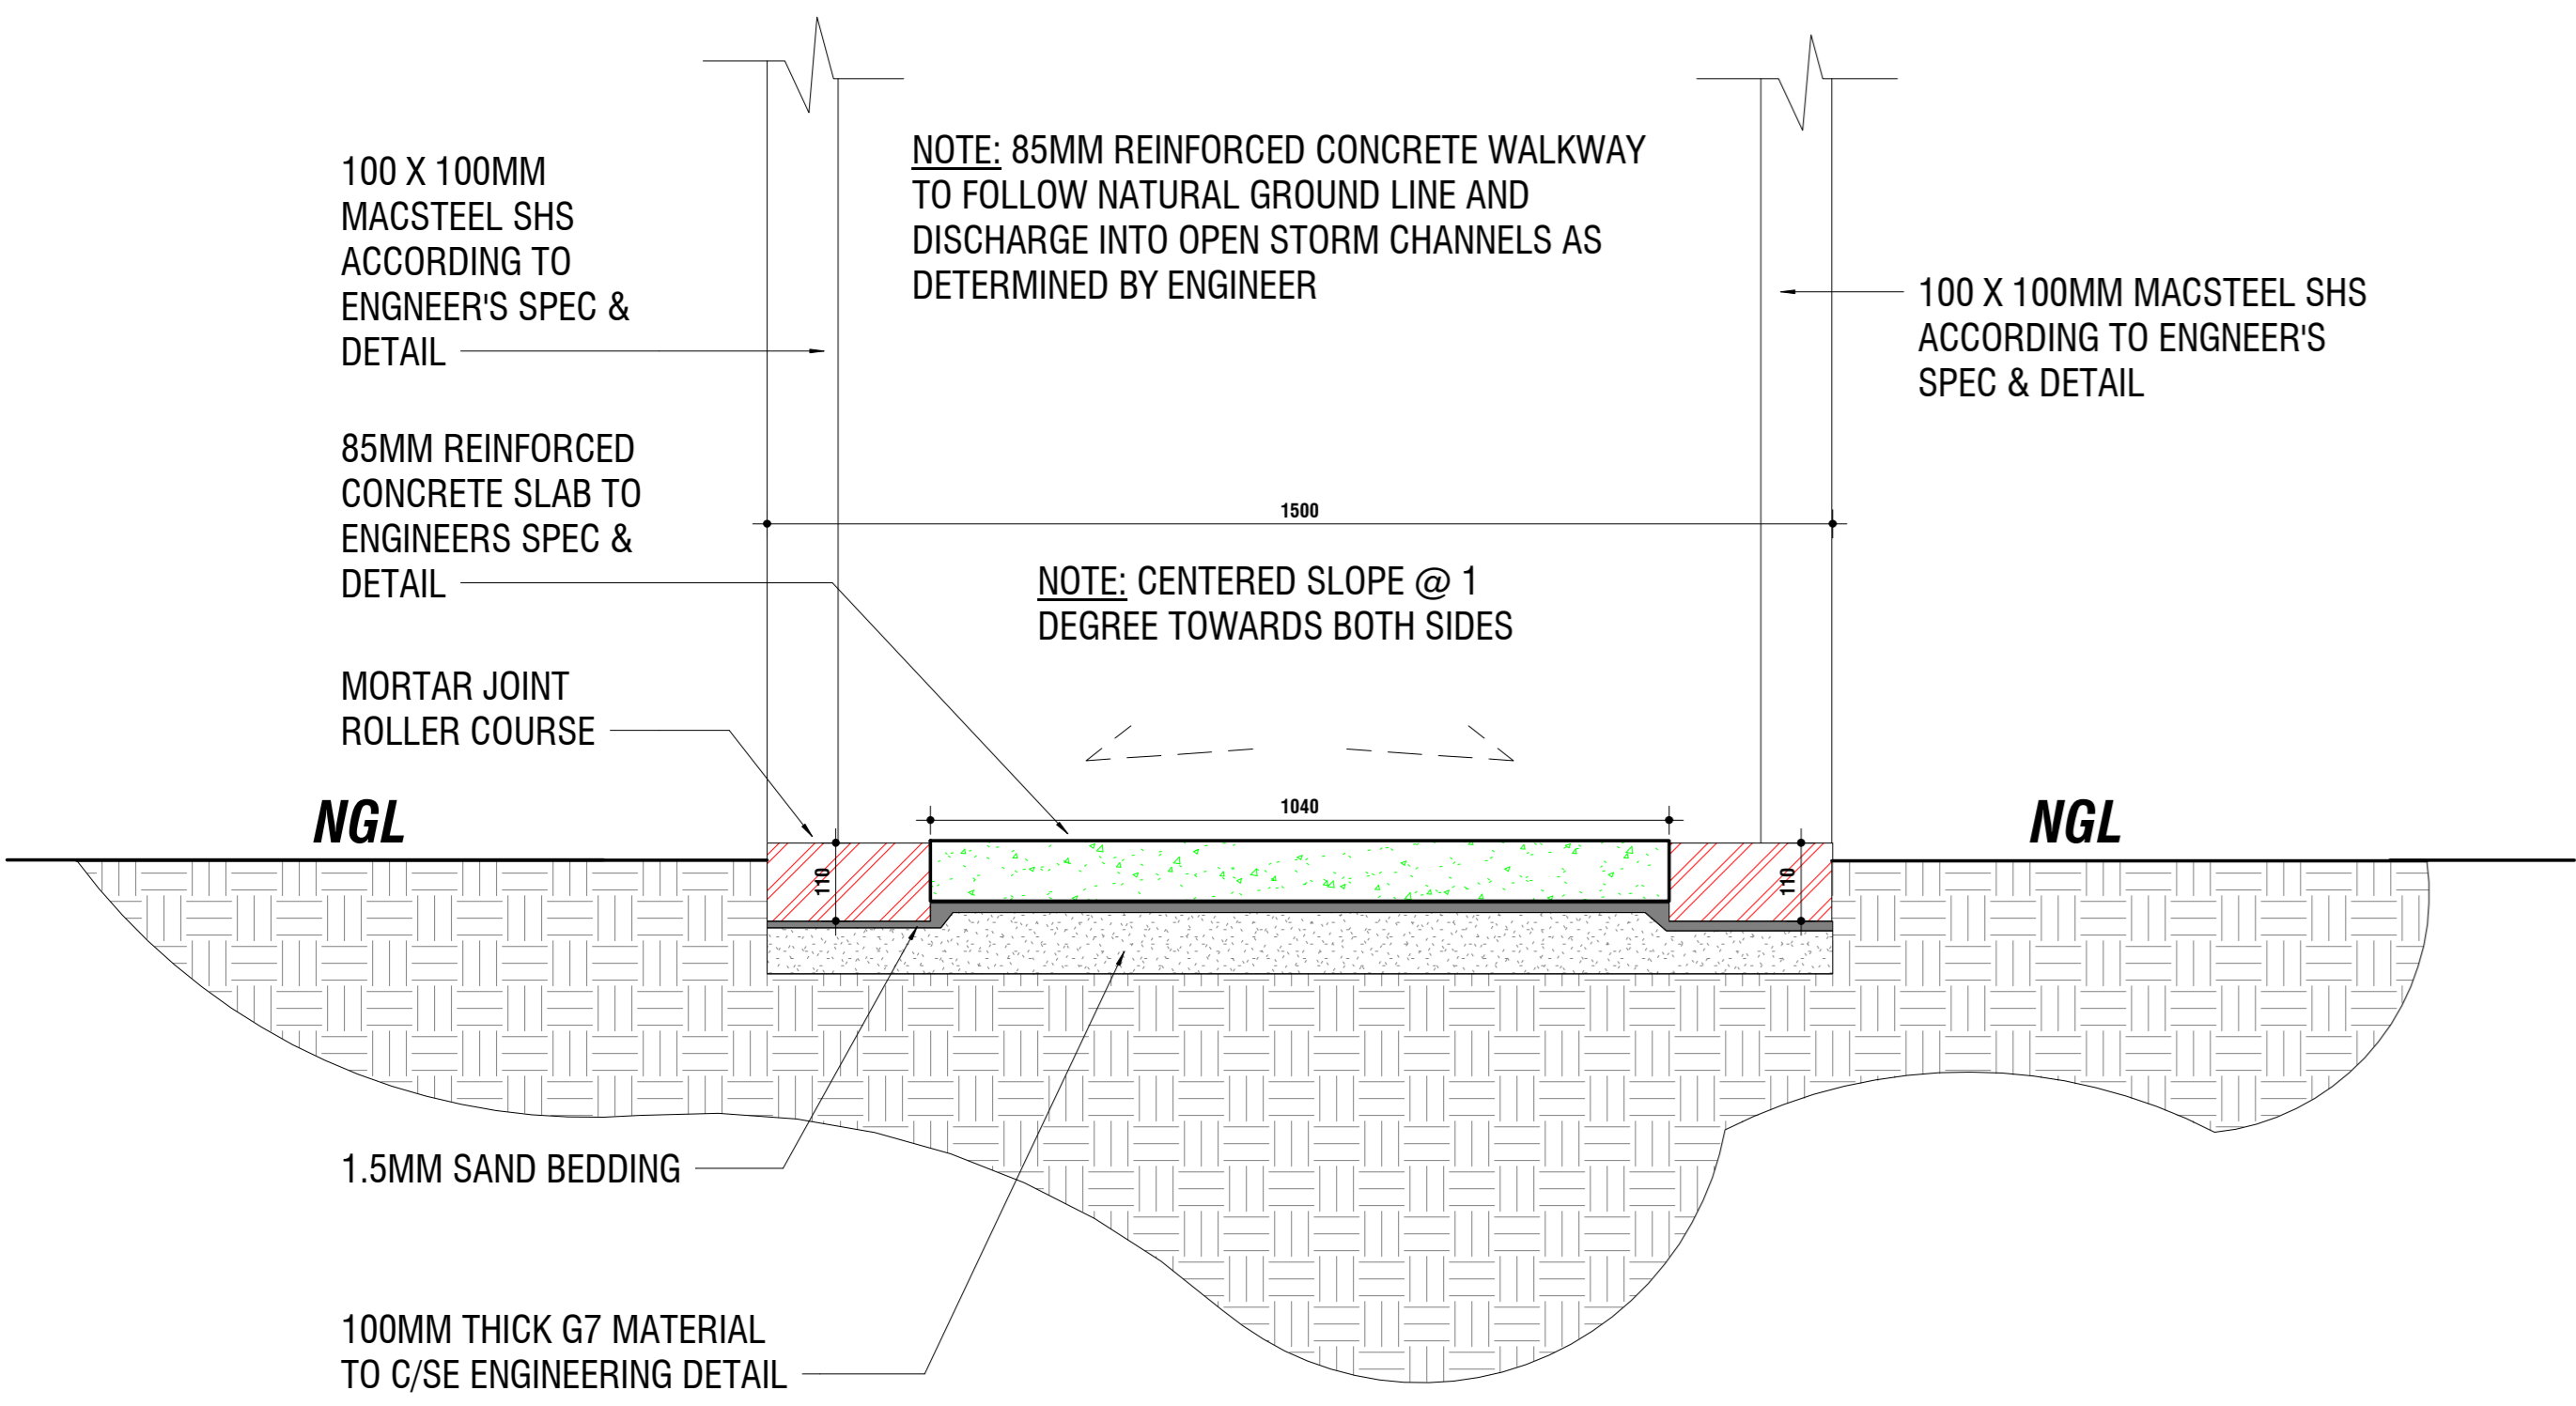 100 X 100MM
MACSTEEL SHS
ACCORDING TO
ENGNEER'S SPEC &
DETAIL
NOTE: 85MM REINFORCED CONCRETE WALKWAY
TO FOLLOW NATURAL GROUND LINE AND
DISCHARGE INTO OPEN STORM CHANNELS AS
DETERMINED BY ENGINEER
100 X 100MM MACSTEEL SHS
ACCORDING TO ENGNEER'S
SPEC & DETAIL
85MM REINFORCED
CONCRETE SLAB TO
ENGINEERS SPEC &
DETAIL
1500
NOTE: CENTERED SLOPE @ 1
DEGREE TOWARDS BOTH SIDES
MORTAR JOINT
ROLLER COURSE
NGL
1040
NGL
110
110
1.5MM SAND BEDDING
100MM THICK G7 MATERIAL
TO C/SE ENGINEERING DETAIL